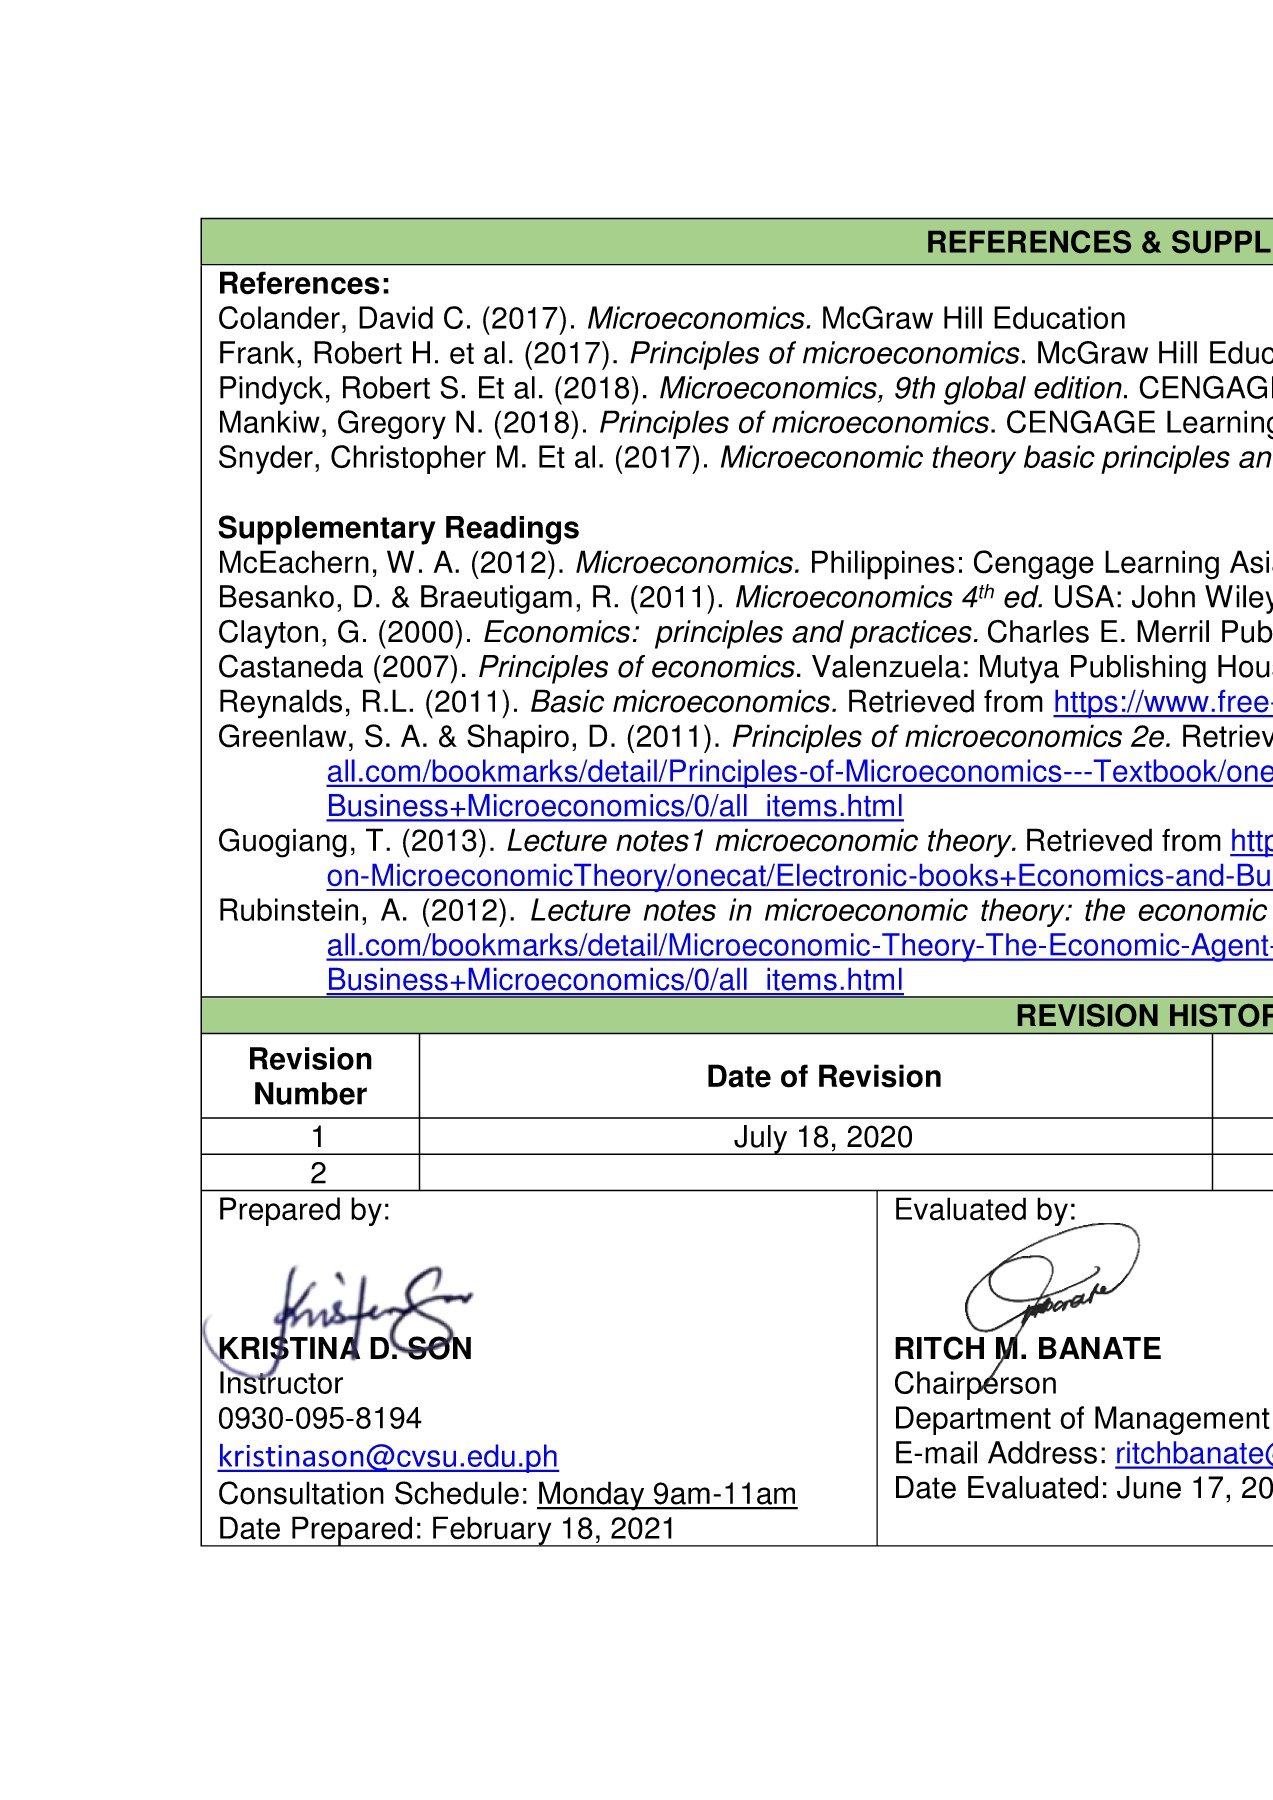 REFERENCES & SUPPL
References:
Colander, David C. (2017). Microeconomics. McGraw Hill Education
Frank, Robert H. et al. (2017). Principles of microeconomics. McGraw Hill Educ
Pindyck, Robert S. Et al. (2018). Microeconomics, 9th global edition. CENGAGE
Mankiw, Gregory N. (2018). Principles of microeconomics. CENGAGE Learning
Snyder, Christopher M. Et al. (2017). Microeconomic theory basic principles an
Supplementary Readings
McEachern, W. A. (2012). Microeconomics. Philippines: Cengage Learning Asi
Besanko, D. & Braeutigam, R. (2011). Microeconomics 4th ed. USA: John Wiley
Clayton, G. (2000). Economics: principles and practices. Charles E. Merril Pub
Castaneda (2007). Principles of economics. Valenzuela: Mutya Publishing Hou
Reynalds, R.L. (2011). Basic microeconomics. Retrieved from https://www.free-
Greenlaw, S. A. & Shapiro, D. (2011). Principles of microeconomics 2e. Retriev
all.com/bookmarks/detail/Principles-of-Microeconomics---Textbook/one
Business+Microeconomics/0/all_items.html
Guogiang, T. (2013). Lecture notes1 microeconomic theory. Retrieved from http
on-MicroeconomicTheory/onecat/Electronic-books+Economics-and-Bu
Rubinstein, A. (2012). Lecture notes in microeconomic theory: the economic
all.com/bookmarks/detail/Microeconomic-Theory-The-Economic-Agent-
Business+Microeconomics/0/all_items.html
REVISION HISTOR
Revision Number
Date of Revision
1
July 18, 2020
2
Prepared by:
KRISTINA D. SON
Instructor
0930-095-8194
kristinason@cvsu.edu.ph
Consultation Schedule: Monday 9am-11am
Date Prepared: February 18, 2021
Evaluated by:
RITCH M. BANATE
Chairperson
Department of Management
E-mail Address: ritchbanate@
Date Evaluated: June 17, 20